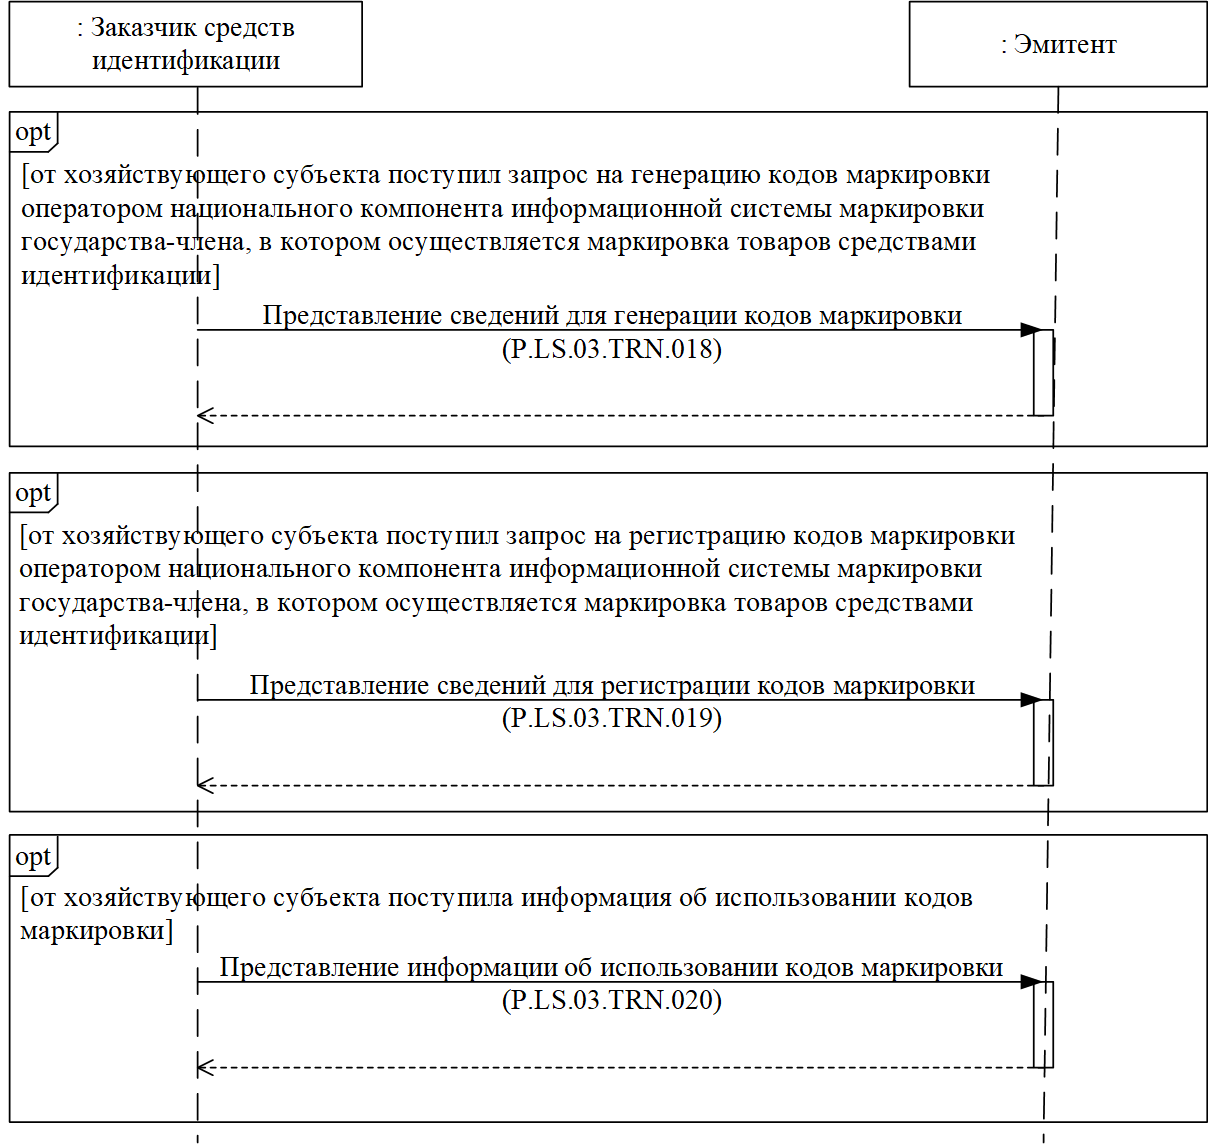 : Заказчик средств
идентификации
: Эмитент
opt
[от хозяйствующего субъекта поступил запрос на генерацию кодов маркировки
оператором национального компонента информационной системы маркировки
государства-члена, в котором осуществляется маркировка товаров средствами
идентификации]
Представление сведений для генерации кодов маркировки
(P.LS.03.TRN.018)
opt
[от хозяйствующего субъекта поступил запрос на регистрацию кодов маркировки
оператором национального компонента информационной системы маркировки
государства-члена, в котором осуществляется маркировка товаров средствами
идентификации]
Представление сведений для регистрации кодов маркировки
(P.LS.03.TRN.019)
opt
[от хозяйствующего субъекта поступила информация об использовании кодов
маркировки]
Представление информации об использовании кодов маркировки
(P.LS.03.TRN.020)